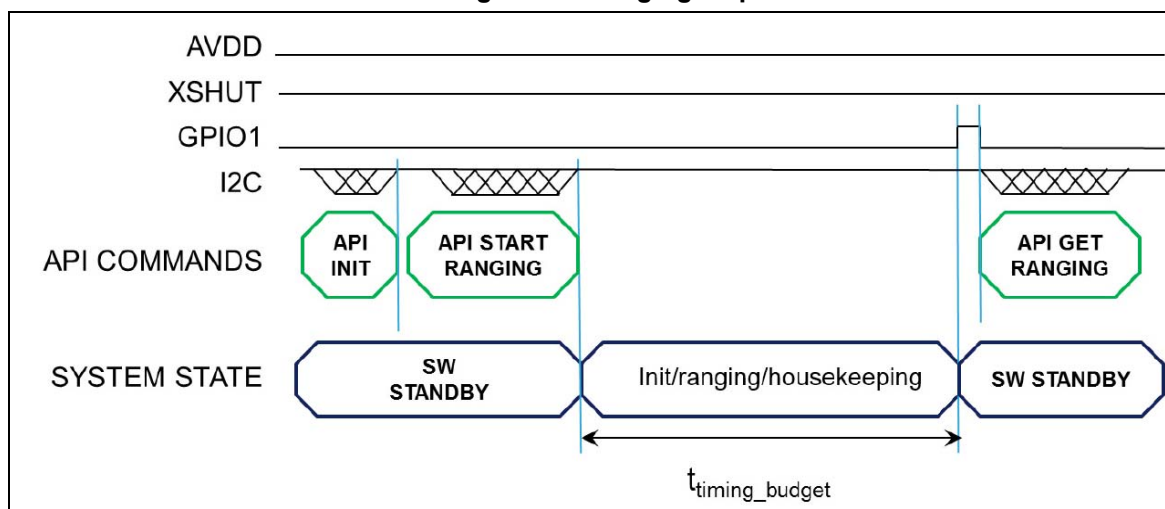 AVDD
XSHUT
GPIO1
I2C
API COMMANDS
API
INIT
API START
RANGING
API GET
RANGING
SYSTEM STATE
SW
STANDBY
Init/ranging/housekeeping
SW STANDBY
ttiming_budget